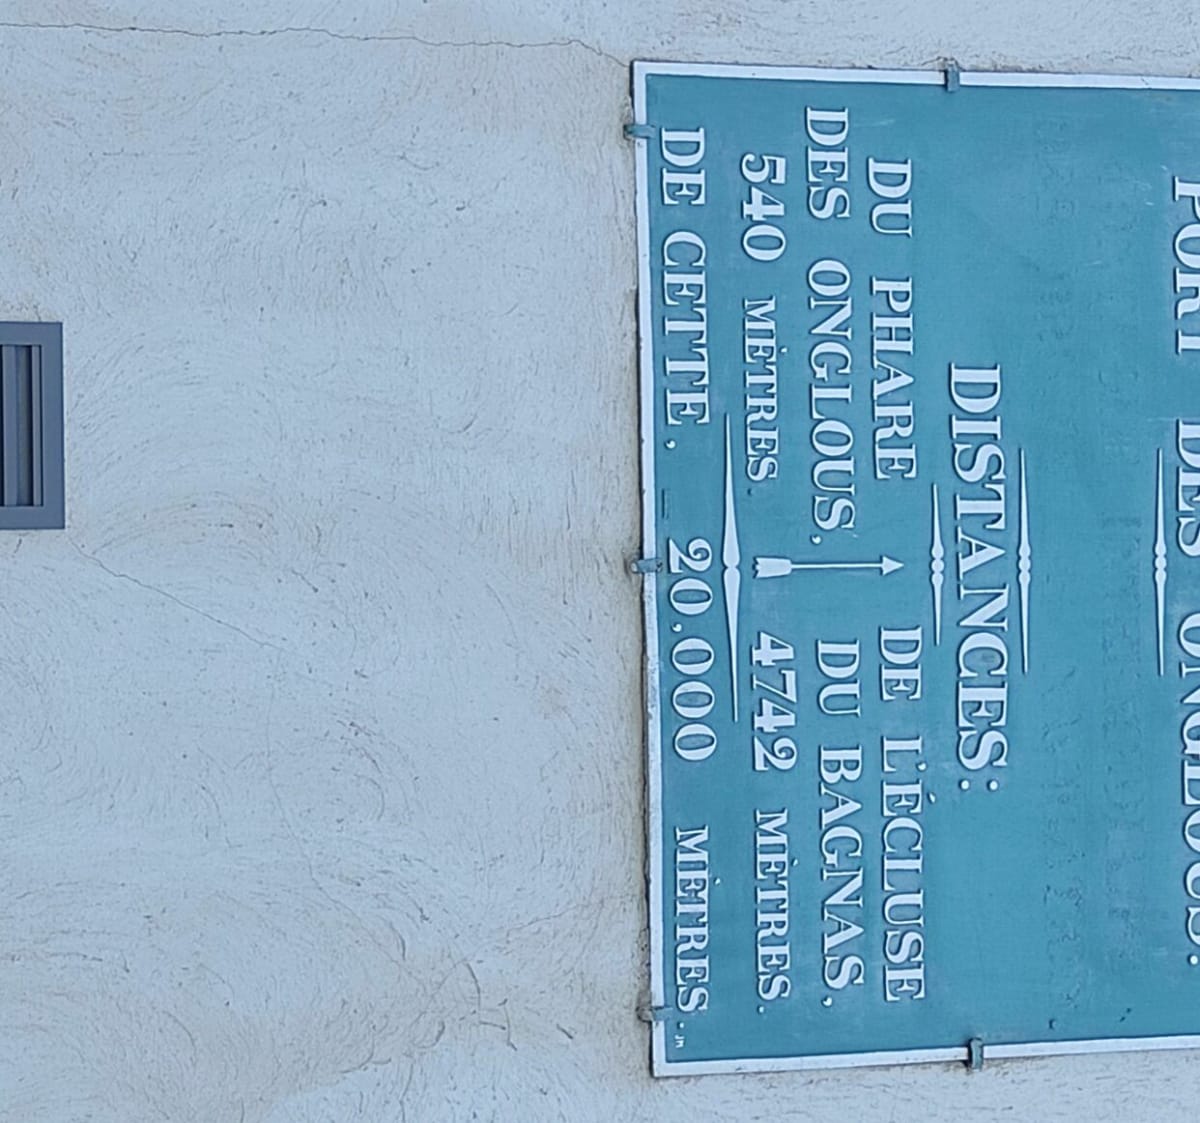 PORT DES ONGLOUS.
DISTANCES:
DU PHARE
DES ONGLOUS,
540 MÈTRES
DE L'ÉCLUSE
DU BAGNAS,
4742 MÈTRES.
DE CETTE, _ 20,000 MÈTRES.
JM